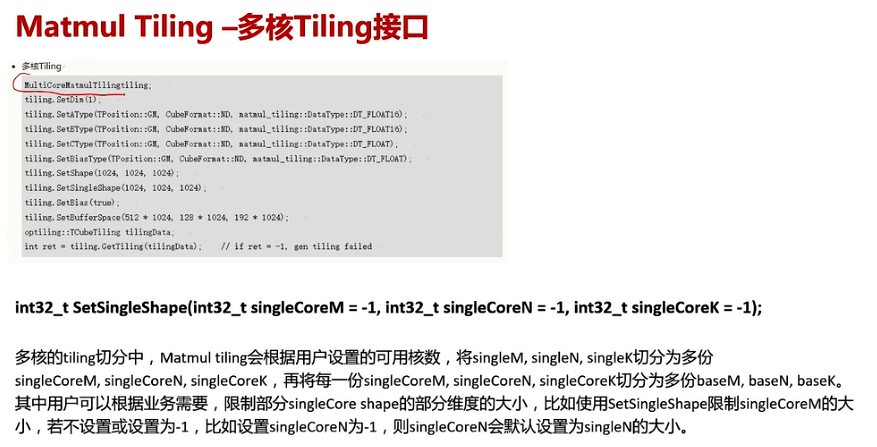 Matmul Tiling –多核Tiling接口
• 多核Tiling
MultiCoreMatmulTilingtiling;
tiling.SetDim(1);
tiling.SetAType(TPosition::GM, CubeFormat::ND, matmul_tiling::DataType::DT_FLOAT16);
tiling.SetBType(TPosition::GM, CubeFormat::ND, matmul_tiling::DataType::DT_FLOAT16);
tiling.SetCType(TPosition::GM, CubeFormat::ND, matmul_tiling::DataType::DT_FLOAT);
tiling.SetBiasType(TPosition::GM, CubeFormat::ND, matmul_tiling::DataType::DT_FLOAT);
tiling.SetShape(1024, 1024, 1024);
tiling.SetSingleShape(1024, 1024, 1024);
tiling.SetBias(true);
tiling.SetBufferSpace(512 * 1024, 128 * 1024, 192 * 1024);
optiling::TCubeTiling tilingData;
int ret = tiling.GetTiling(tilingData); // if ret = -1, gen tiling failed
int32_t SetSingleShape(int32_t singleCoreM = -1, int32_t singleCoreN = -1, int32_t singleCoreK = -1);
多核的tiling切分中，Matmul tiling会根据用户设置的可用核数，将singleM, singleN, singleK切分为多份
singleCoreM, singleCoreN, singleCoreK，再将每一份singleCoreM, singleCoreN, singleCoreK切分为多份baseM, baseN, baseK。
其中用户可以根据业务需要，限制部分singleCore shape的部分维度的大小，比如使用SetSingleShape限制singleCoreM的大
小，若不设置或设置为-1，比如设置singleCoreN为-1，则singleCoreN会默认设置为singleN的大小。